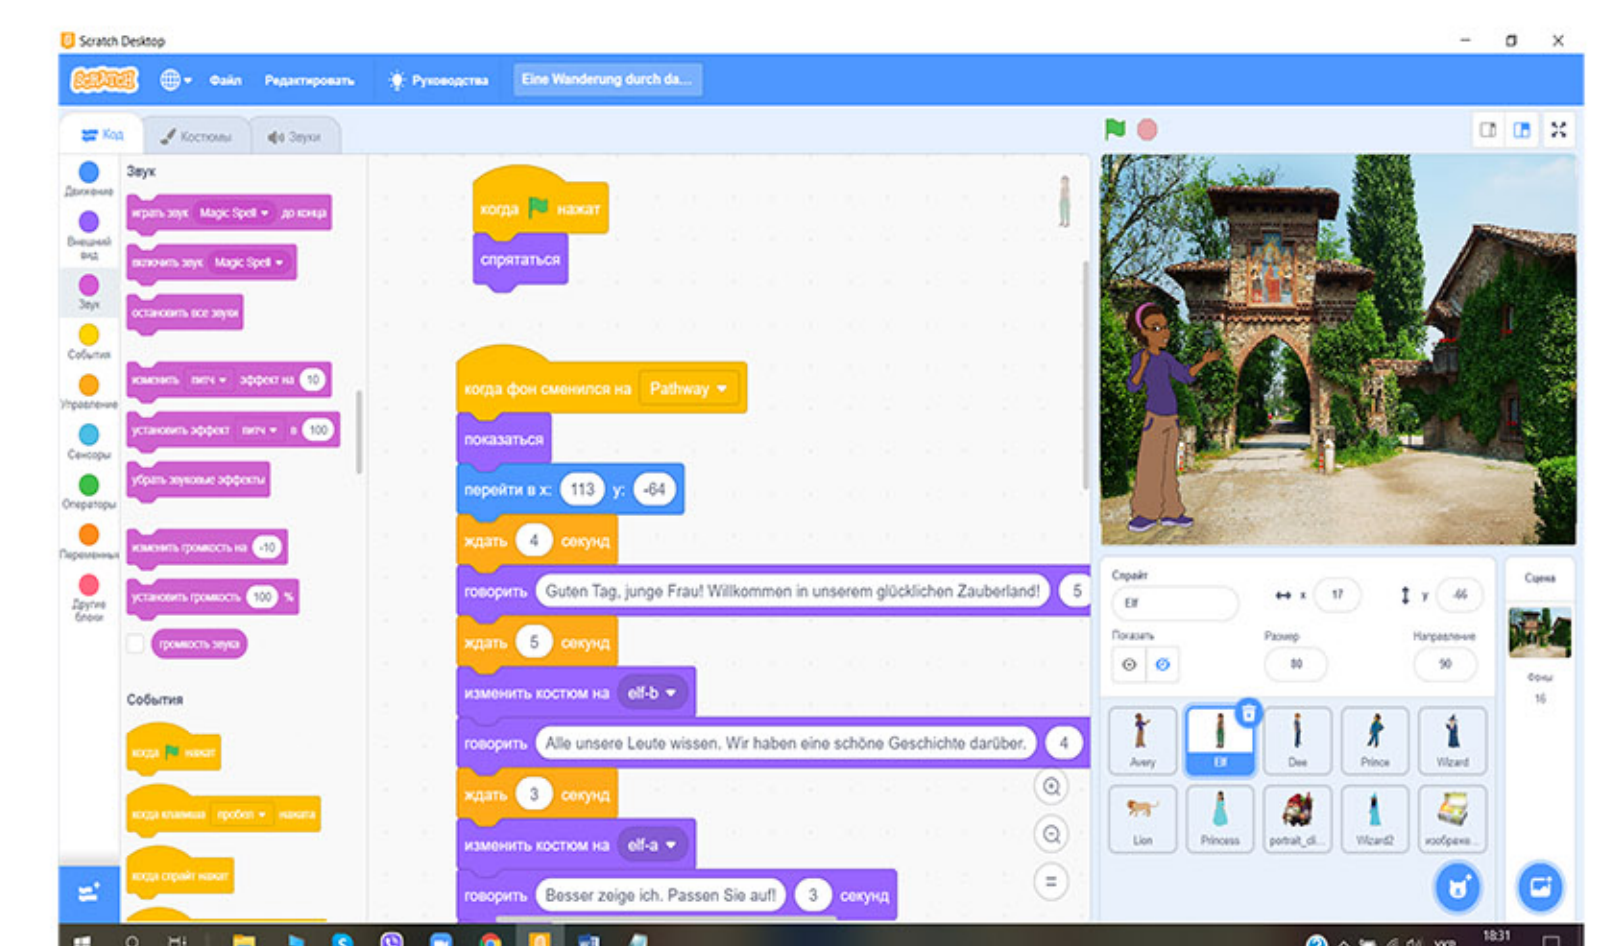 Scratch Desktop
SCRATCH Файл Редактировать Руководства Eine Wanderung durch da...
Код Костюмы Звуки
Движение
Внешний вид
Звук
События
Управление
Сенсоры
Операторы
Переменные
Другие блоки
Звук
играть звук Magic Spell до конца
включить звук Magic Spell
остановить все звуки
изменить питч эффект на 10
установить эффект питч в 100
убрать звуковые эффекты
изменить громкость на -10
установить громкость 100 %
громкость звука
События
когда нажат
когда клавиша пробел нажата
когда спрайт нажат
когда нажат
спрятаться
когда фон сменился на Pathway
показаться
перейти в x: 113 y: -64
ждать 4 секунд
говорить Guten Tag, junge Frau! Willkommen in unserem glücklichen Zauberland! 5
ждать 5 секунд
изменить костюм на elf-b
говорить Alle unsere Leute wissen. Wir haben eine schöne Geschichte darüber. 4
ждать 3 секунд
изменить костюм на elf-a
говорить Besser zeige ich. Passen Sie auf! 3 секунд
Спрайт
Elf x 17 y -66
Показать Размер Направление
80 90
Avery Elf Dee Prince Wizard
Lion Princess portrait_cli... Wizard2 изображе...
Сцена
Фоны
16
18:31
УКР